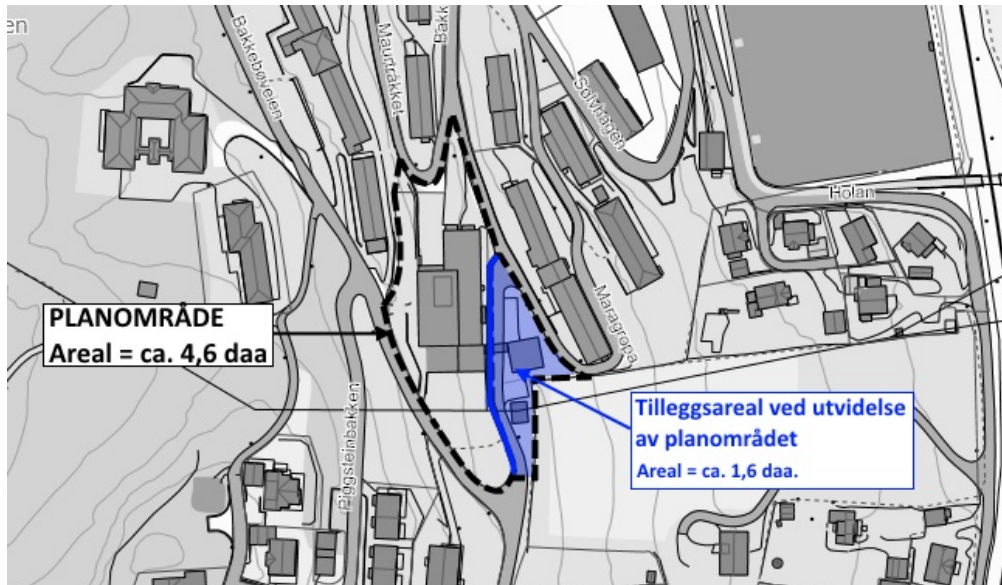 en
Bakkebøveien
Maurtråkket
Bakk
Sølvhagen
Holan
PLANOMRÅDE
Areal = ca. 4,6 daa
Maragropa
Tilleggsareal ved utvidelse
av planområdet
Areal = ca. 1,6 daa.
Piggsteinbakken